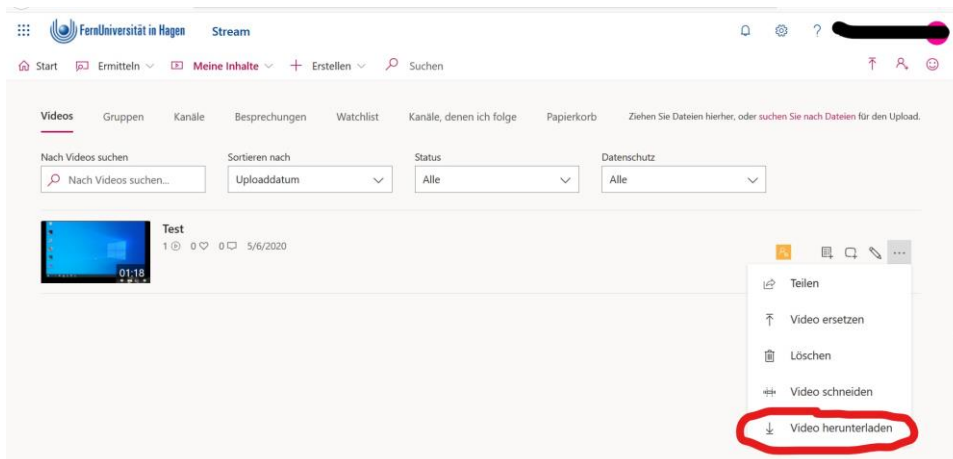 FernUniversität in Hagen Stream ?
Start Ermitteln Meine Inhalte Erstellen Suchen
Videos Gruppen Kanäle Besprechungen Watchlist Kanäle, denen ich folge Papierkorb Ziehen Sie Dateien hierher, oder suchen Sie nach Dateien für den Upload.
Nach Videos suchen Sortieren nach Status Datenschutz
Nach Videos suchen... Uploaddatum Alle Alle
Test
1 0 0 5/6/2020
01:18
Teilen
Video ersetzen
Löschen
Video schneiden
Video herunterladen